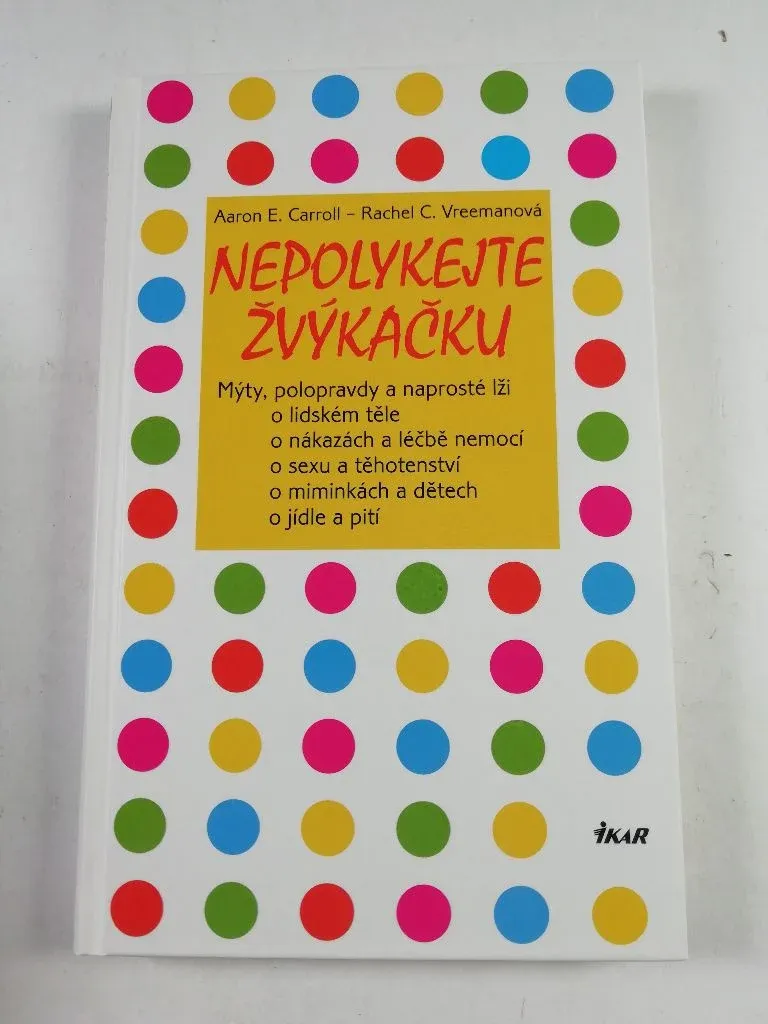 Aaron E. Carroll – Rachel C. Vreemanová
NEPOLYKEJTE
ŽVÝKAČKU
Mýty, polopravdy a naprosté lži
o lidském těle
o nákazách a léčbě nemocí
o sexu a těhotenství
o miminkách a dětech
o jídle a pití
IKAR